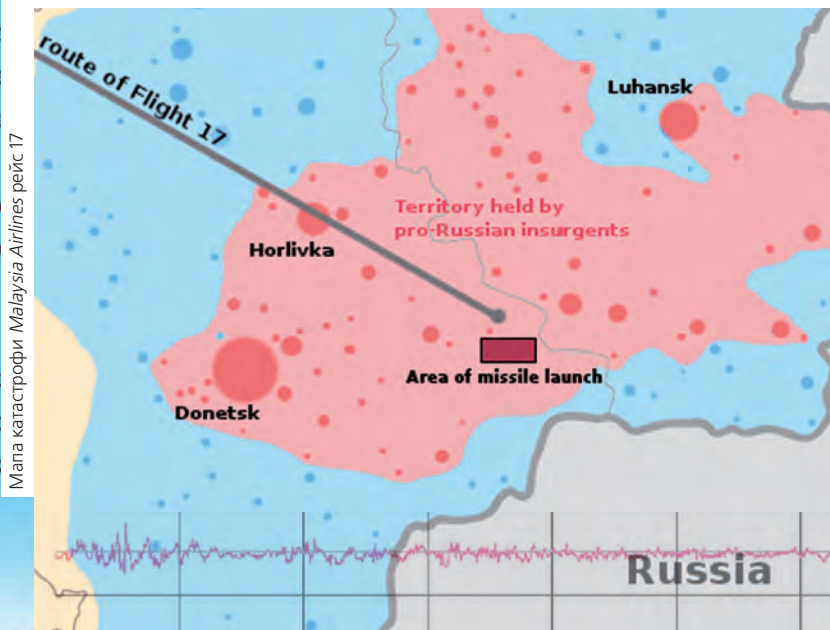 Мапа катастрофи Malaysia Airlines рейс 17
route of Flight 17
Luhansk
Territory held by
pro-Russian insurgents
Horlivka
Area of missile launch
Donetsk
Russia